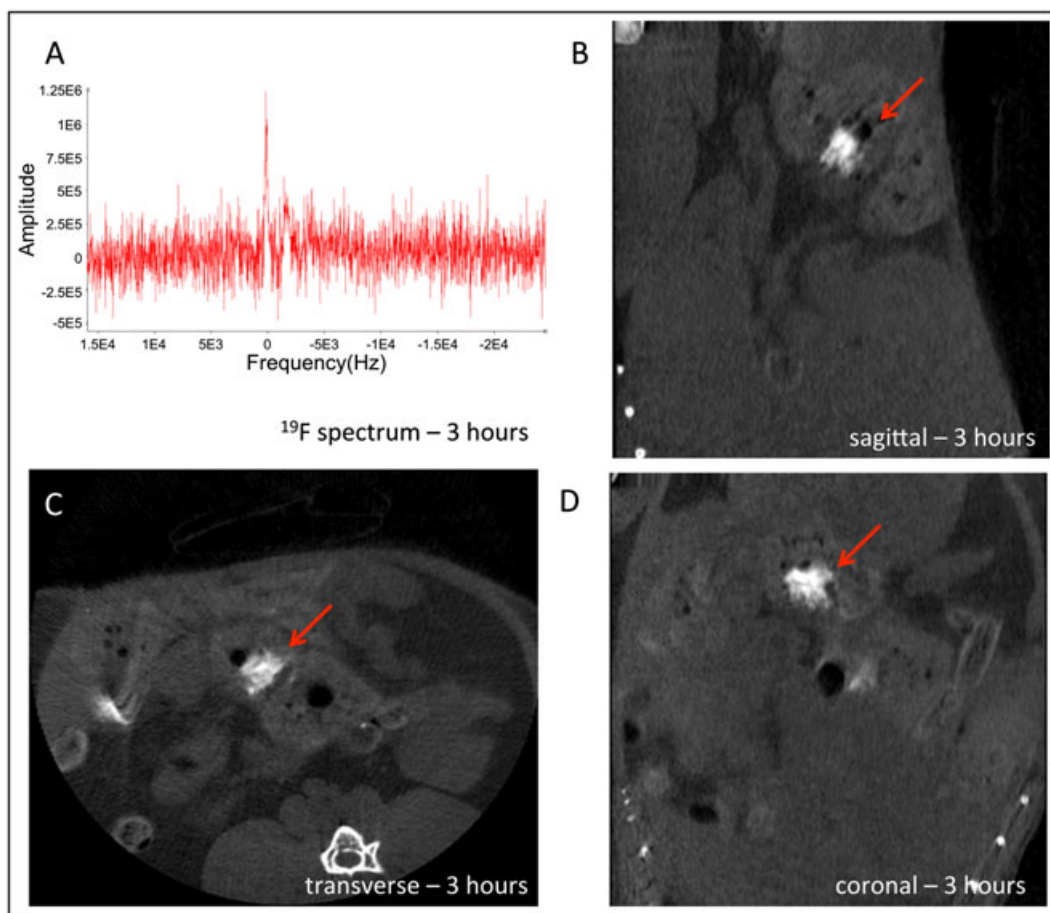 A
1.25E6
1E6
7.5E5
5E5
2.5E5
0
-2.5E5
-5E5
Amplitude
1.5E4 1E4 5E3 0 -5E3 -1E4 -1.5E4 -2E4
Frequency(Hz)
¹⁹F spectrum – 3 hours
B
sagittal – 3 hours
C
transverse – 3 hours
D
coronal – 3 hours